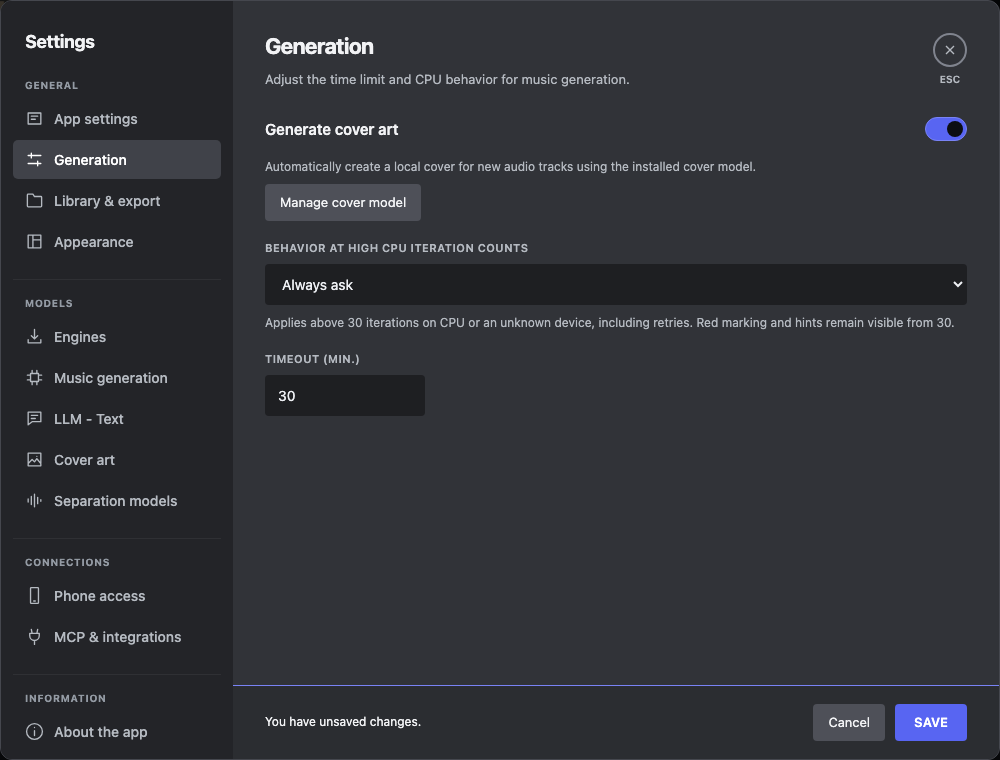 Settings
GENERAL
App settings
Generation
Library & export
Appearance
MODELS
Engines
Music generation
LLM - Text
Cover art
Separation models
CONNECTIONS
Phone access
MCP & integrations
INFORMATION
About the app
Generation
Adjust the time limit and CPU behavior for music generation.
ESC
Generate cover art
Automatically create a local cover for new audio tracks using the installed cover model.
Manage cover model
BEHAVIOR AT HIGH CPU ITERATION COUNTS
Always ask
Applies above 30 iterations on CPU or an unknown device, including retries. Red marking and hints remain visible from 30.
TIMEOUT (MIN.)
30
You have unsaved changes.
Cancel
SAVE